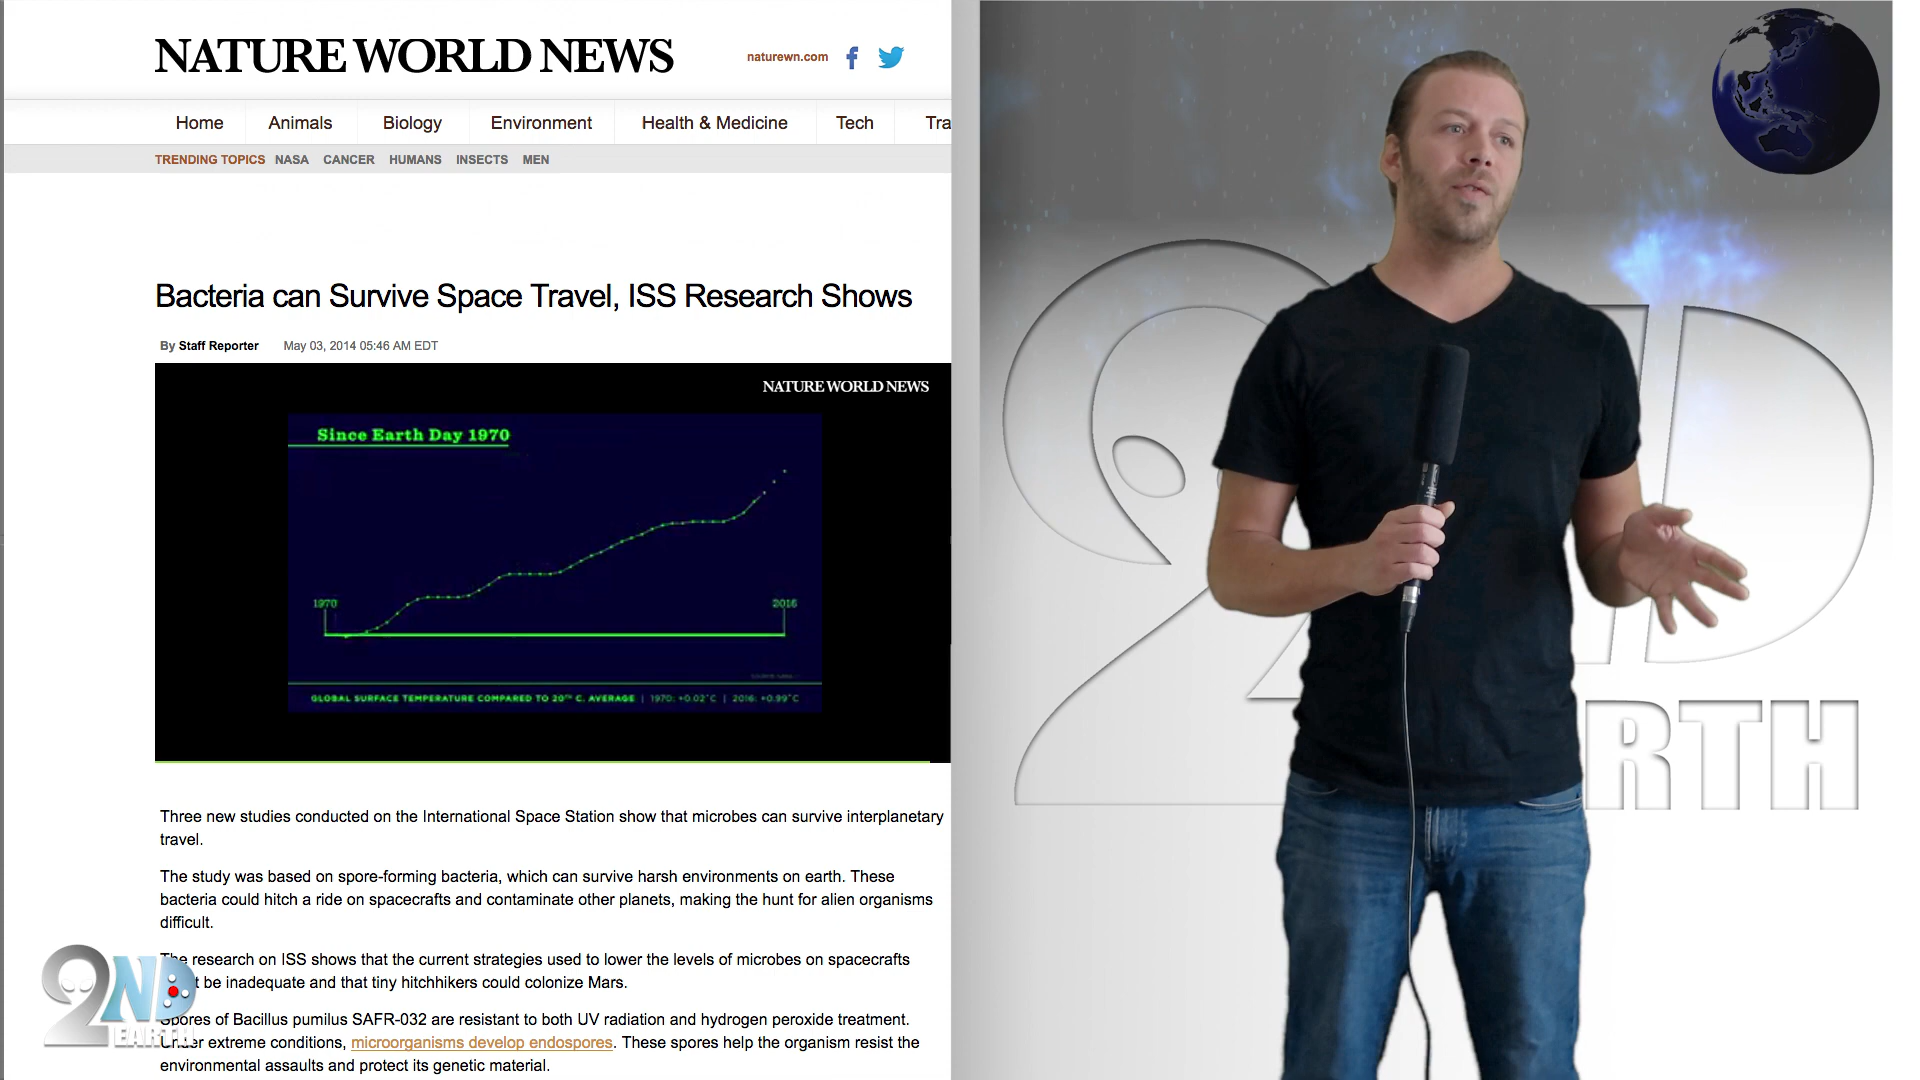 NATURE WORLD NEWS
naturewn.com
Home Animals Biology Environment Health & Medicine Tech Tra
TRENDING TOPICS NASA CANCER HUMANS INSECTS MEN
Bacteria can Survive Space Travel, ISS Research Shows
By Staff Reporter May 03, 2014 05:46 AM EDT
NATURE WORLD NEWS
Since Earth Day 1970
1970
2016
GLOBAL SURFACE TEMPERATURE COMPARED TO 20TH C. AVERAGE | 1970: +0.02°C | 2016: +0.99°C
Three new studies conducted on the International Space Station show that microbes can survive interplanetary
travel.
The study was based on spore-forming bacteria, which can survive harsh environments on earth. These
bacteria could hitch a ride on spacecrafts and contaminate other planets, making the hunt for alien organisms
difficult.
The research on ISS shows that the current strategies used to lower the levels of microbes on spacecrafts
be inadequate and that tiny hitchhikers could colonize Mars.
Spores of Bacillus pumilus SAFR-032 are resistant to both UV radiation and hydrogen peroxide treatment.
Under extreme conditions, microorganisms develop endospores. These spores help the organism resist the
environmental assaults and protect its genetic material.
2ND
EARTH
2 D
RTH